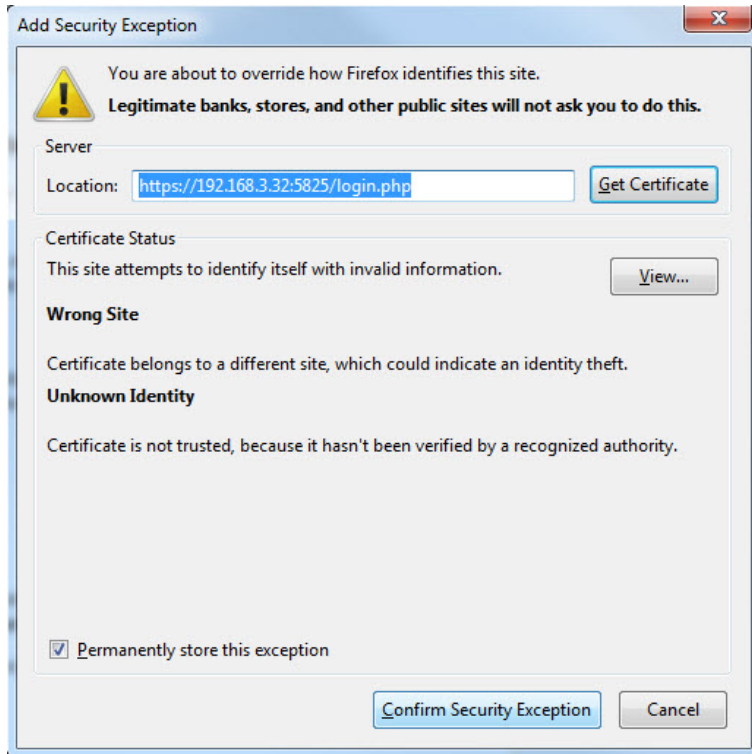 Add Security Exception
You are about to override how Firefox identifies this site.
Legitimate banks, stores, and other public sites will not ask you to do this.
Server
Location: https://192.168.3.32:5825/login.php Get Certificate
Certificate Status
This site attempts to identify itself with invalid information. View...
Wrong Site
Certificate belongs to a different site, which could indicate an identity theft.
Unknown Identity
Certificate is not trusted, because it hasn't been verified by a recognized authority.
Permanently store this exception
Confirm Security Exception Cancel